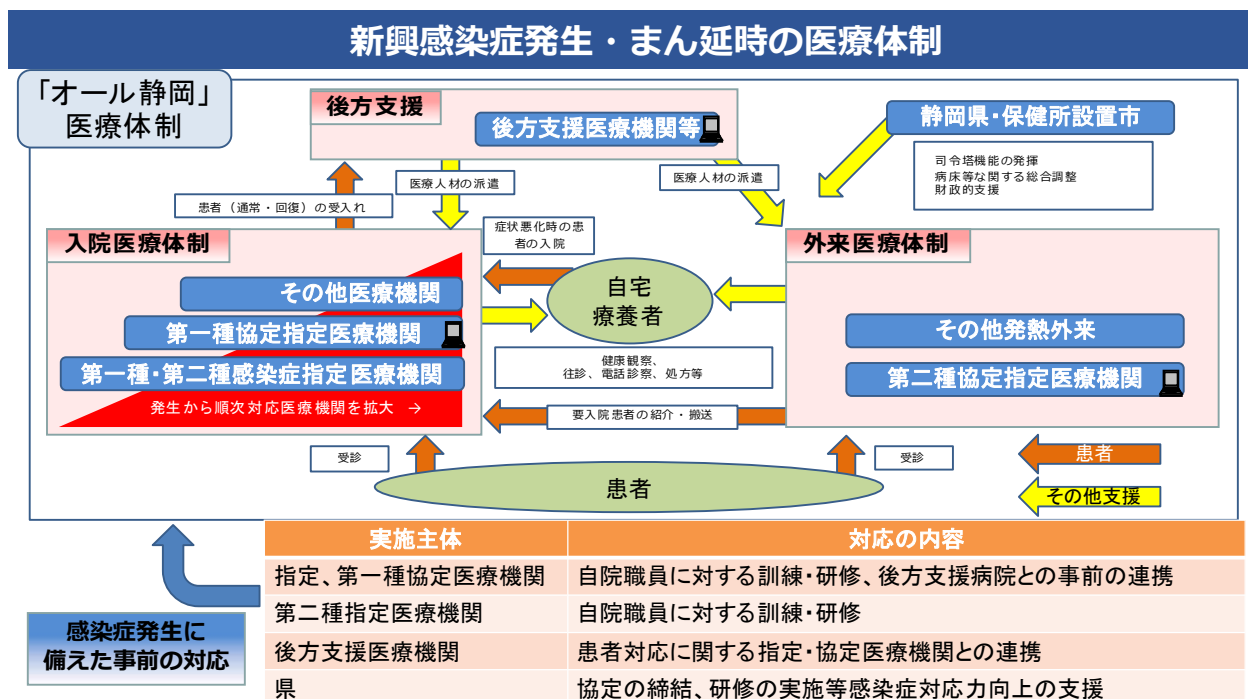 新興感染症発生・まん延時の医療体制
「オール静岡」
医療体制
後方支援
後方支援医療機関等
静岡県・保健所設置市
司令塔機能の発揮
病床等な関する総合調整
財政的支援
医療人材の派遣
医療人材の派遣
患者（通常・回復）の受入れ
症状悪化時の患
者の入院
入院医療体制
外来医療体制
その他医療機関
第一種協定指定医療機関
第一種・第二種感染症指定医療機関
発生から順次対応医療機関を拡大　→
自宅
療養者
その他発熱外来
第二種協定指定医療機関
健康観察、
往診、電話診察、処方等
要入院患者の紹介・搬送
受診
受診
患者
患者
その他支援
実施主体　対応の内容
指定、第一種協定医療機関　自院職員に対する訓練・研修、後方支援病院との事前の連携
第二種指定医療機関　自院職員に対する訓練・研修
後方支援医療機関　患者対応に関する指定・協定医療機関との連携
県　協定の締結、研修の実施等感染症対応力向上の支援
感染症発生に
備えた事前の対応